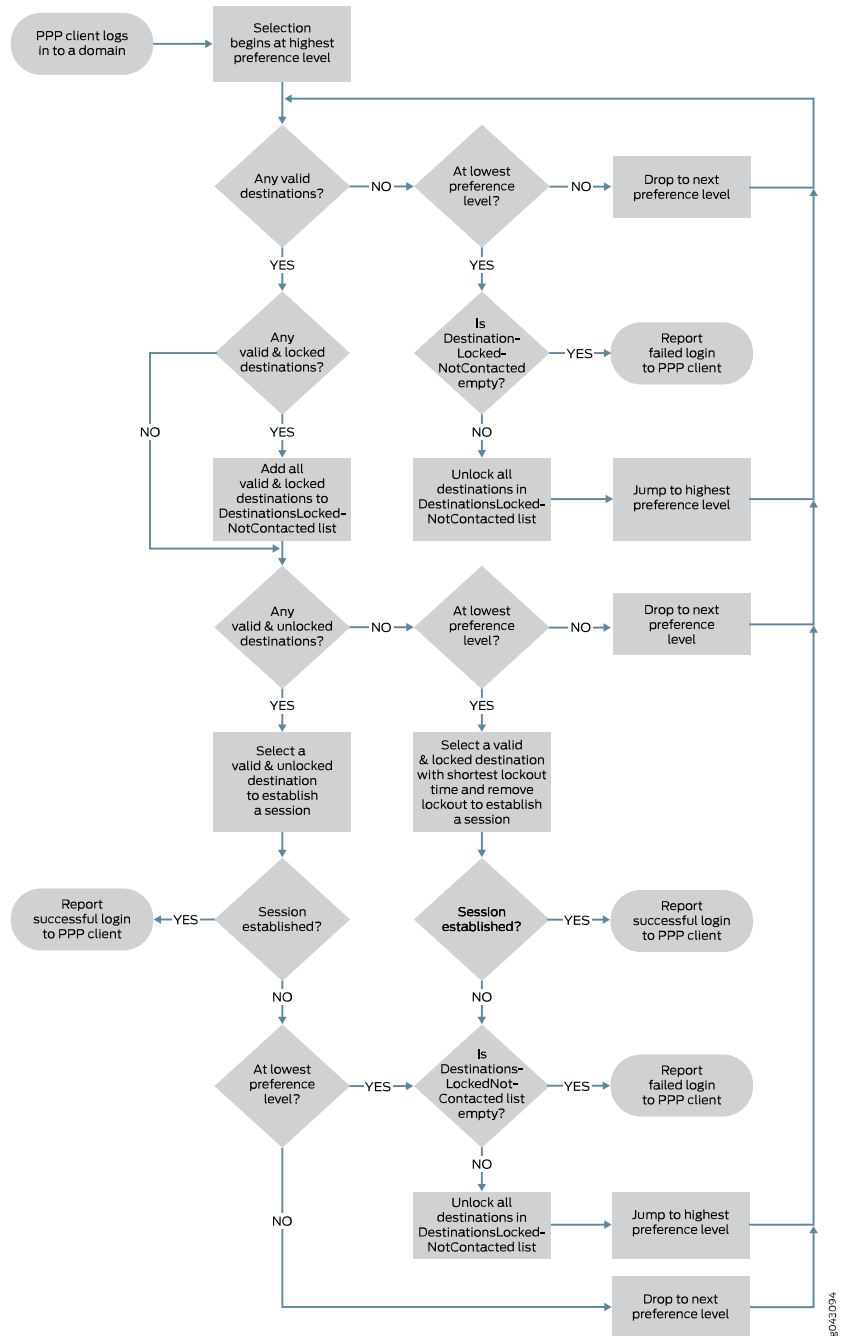 PPP client logs
in to a domain
Selection
begins at highest
preference level
Any valid
destinations?
NO
At lowest
preference
level?
NO
Drop to next
preference level
YES
YES
Any
valid & locked
destinations?
Is
Destination-
Locked-
NotContacted
empty?
YES
Report
failed login
to PPP client
NO
YES
NO
Add all
valid & locked
destinations to
DestinationsLocked-
NotContacted list
Unlock all
destinations in
DestinationsLocked-
NotContacted list
Jump to highest
preference level
Any
valid & unlocked
destinations?
NO
At lowest
preference
level?
NO
Drop to next
preference
level
YES
YES
Select a
valid & unlocked
destination
to establish
a session
Select a valid
& locked destination
with shortest lockout
time and remove
lockout to establish
a session
Report
successful login
to PPP client
YES
Session
established?
Session
established?
YES
Report
successful login
to PPP client
NO
NO
At lowest
preference
level?
YES
Is
Destinations-
LockedNot-
Contacted list
empty?
YES
Report
failed login
to PPP client
NO
NO
Unlock all
destinations in
DestinationsLocked-
NotContacted list
Jump to highest
preference level
Drop to next
preference level
g043094